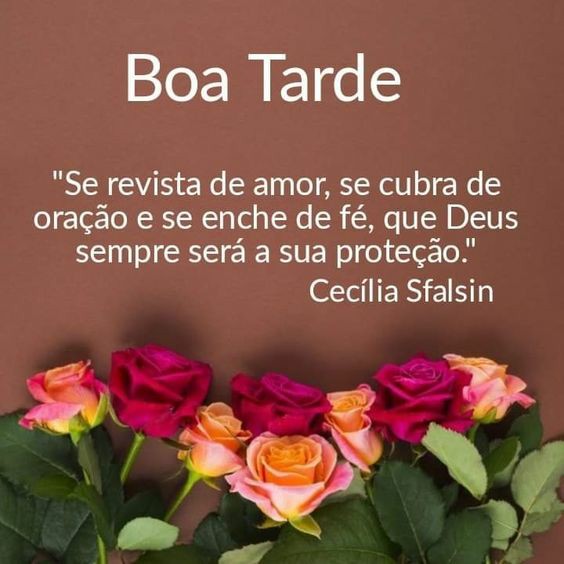 Boa Tarde
"Se revista de amor, se cubra de
oração e se enche de fé, que Deus
sempre será a sua proteção."
Cecília Sfalsin